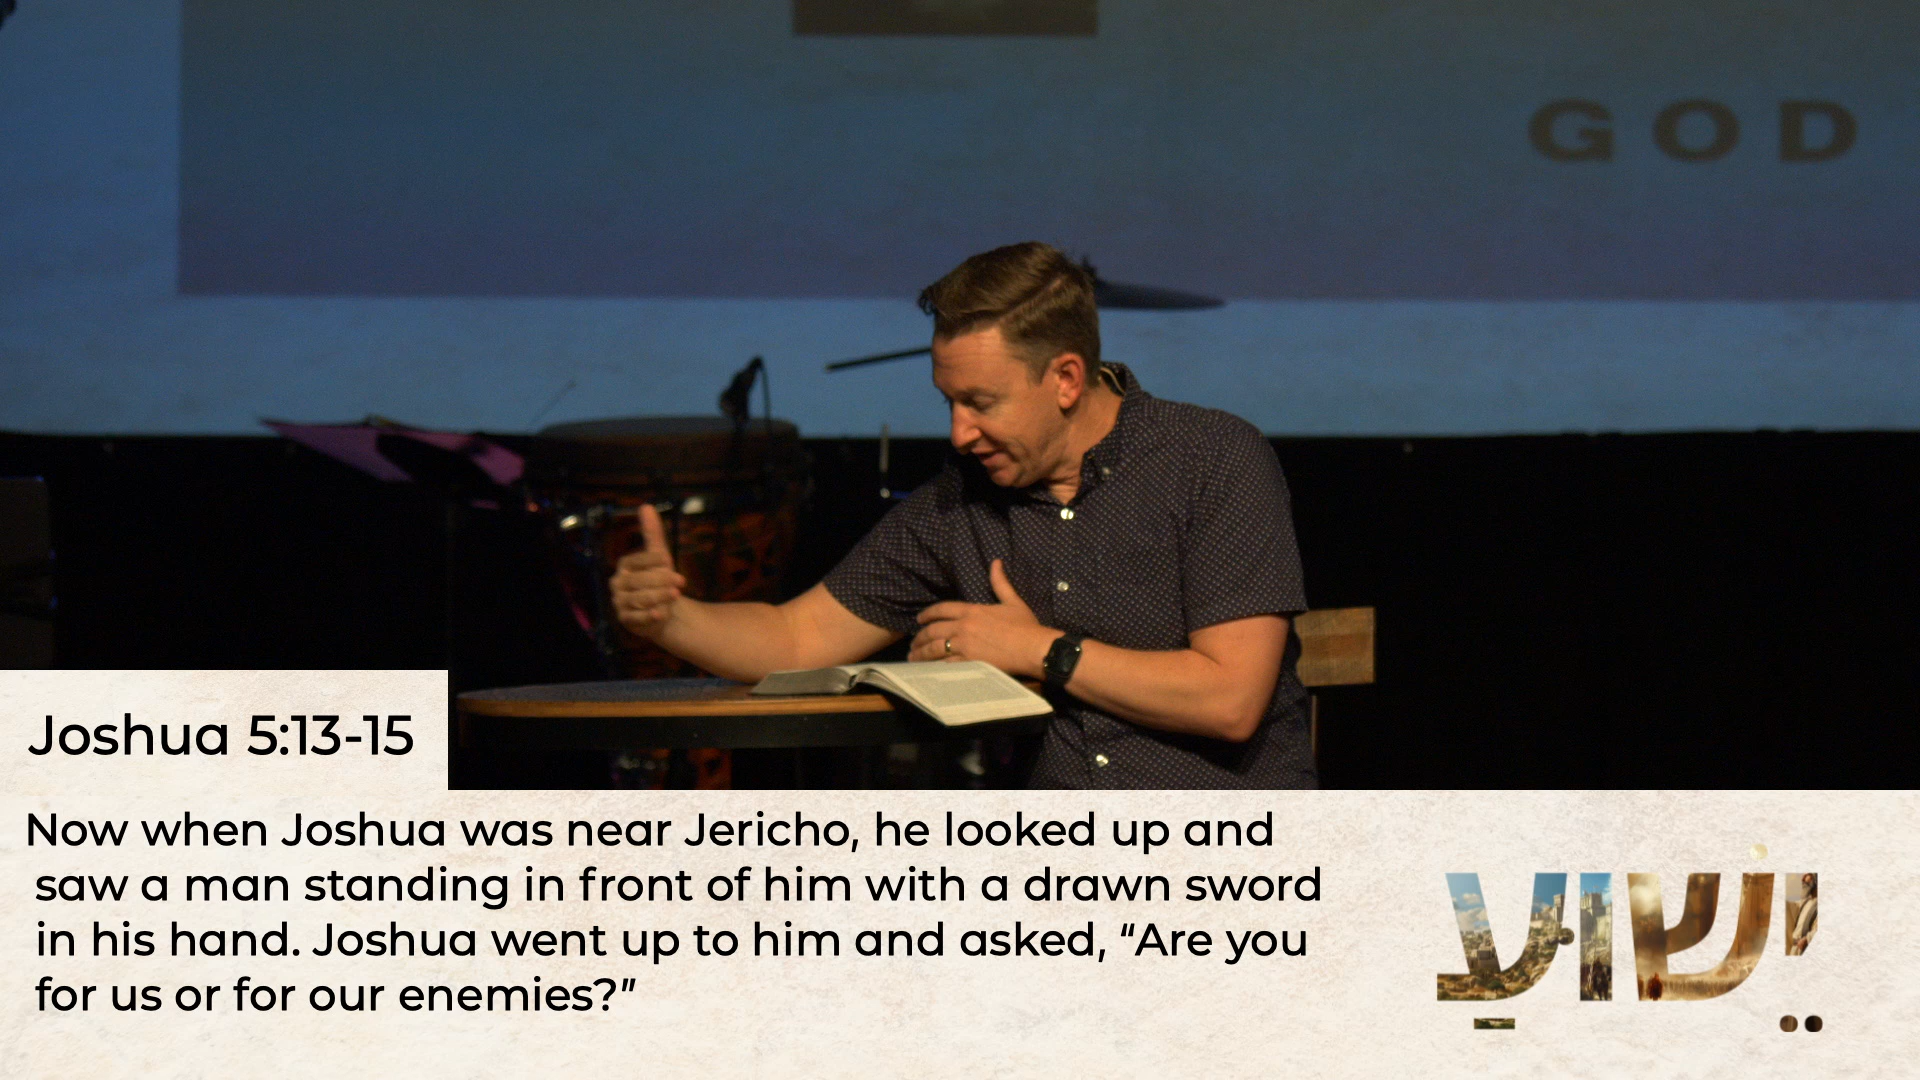 GOD
Joshua 5:13-15
Now when Joshua was near Jericho, he looked up and
saw a man standing in front of him with a drawn sword
in his hand. Joshua went up to him and asked, “Are you
for us or for our enemies?”
יֵשׁוּעַ